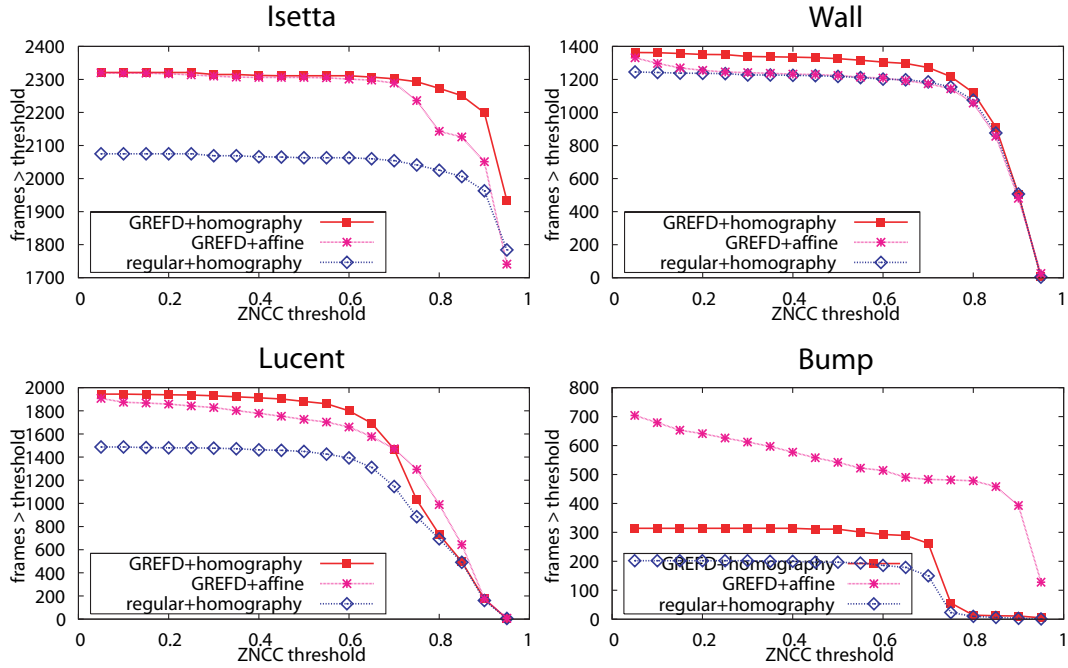 Isetta
2400
2300
2200
2100
2000
1900
1800
1700
frames > threshold
GREFD+homography
GREFD+affine
regular+homography
0 0.2 0.4 0.6 0.8 1
ZNCC threshold
Wall
1400
1200
1000
800
600
400
200
0
frames > threshold
GREFD+homography
GREFD+affine
regular+homography
0 0.2 0.4 0.6 0.8 1
ZNCC threshold
Lucent
2000
1800
1600
1400
1200
1000
800
600
400
200
0
frames > threshold
GREFD+homography
GREFD+affine
regular+homography
0 0.2 0.4 0.6 0.8 1
ZNCC threshold
Bump
800
700
600
500
400
300
200
100
0
frames > threshold
GREFD+homography
GREFD+affine
regular+homography
0 0.2 0.4 0.6 0.8 1
ZNCC threshold